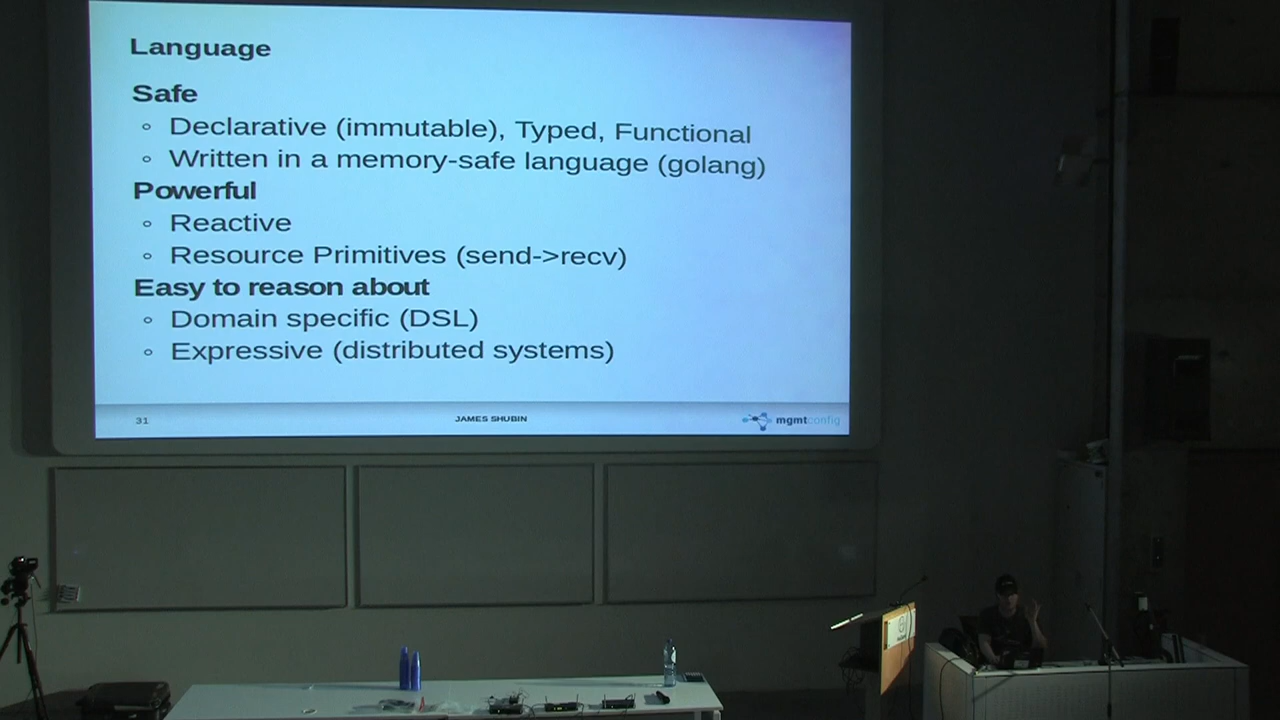 Language
Safe
Declarative (immutable), Typed, Functional
Written in a memory-safe language (golang)
Powerful
Reactive
Resource Primitives (send->recv)
Easy to reason about
Domain specific (DSL)
Expressive (distributed systems)
31
JAMES SHUBIN
mgmtconfig